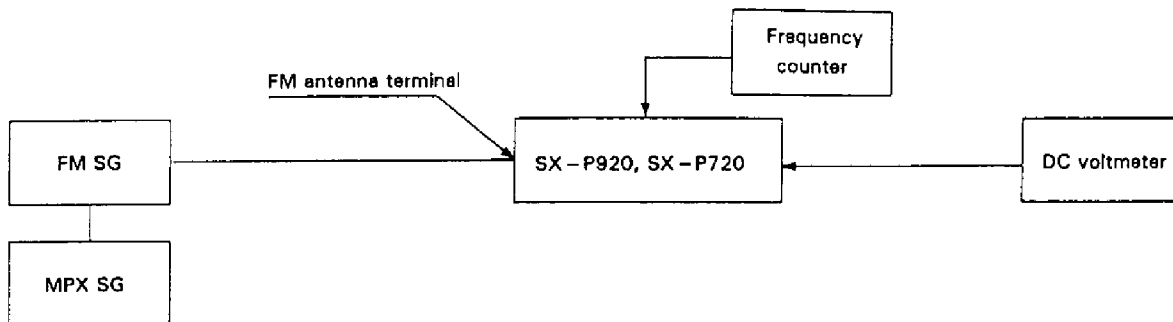 Frequency
counter
FM antenna terminal
FM SG
SX-P920, SX-P720
DC voltmeter
MPX SG